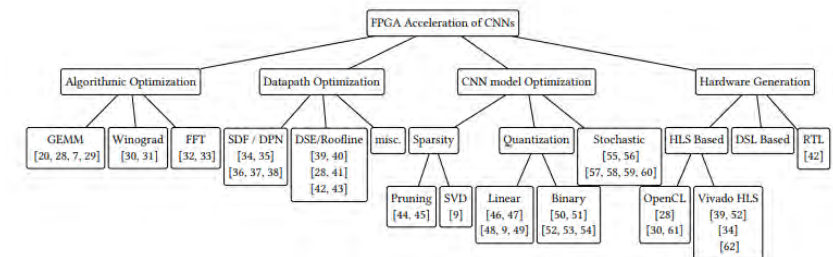 FPGA Acceleration of CNNs
Algorithmic Optimization
Datapath Optimization
CNN model Optimization
Hardware Generation
GEMM
[20, 28, 7, 29]
Winograd
[30, 31]
FFT
[32, 33]
SDF / DPN
[34, 35]
[36, 37, 38]
DSE/Roofline
[39, 40]
[28, 41]
[42, 43]
misc.
Sparsity
Quantization
Stochastic
[55, 56]
[57, 58, 59, 60]
HLS Based
DSL Based
RTL
[42]
Pruning
[44, 45]
SVD
[9]
Linear
[46, 47]
[48, 9, 49]
Binary
[50, 51]
[52, 53, 54]
OpenCL
[28]
[30, 61]
Vivado HLS
[39, 52]
[34]
[62]